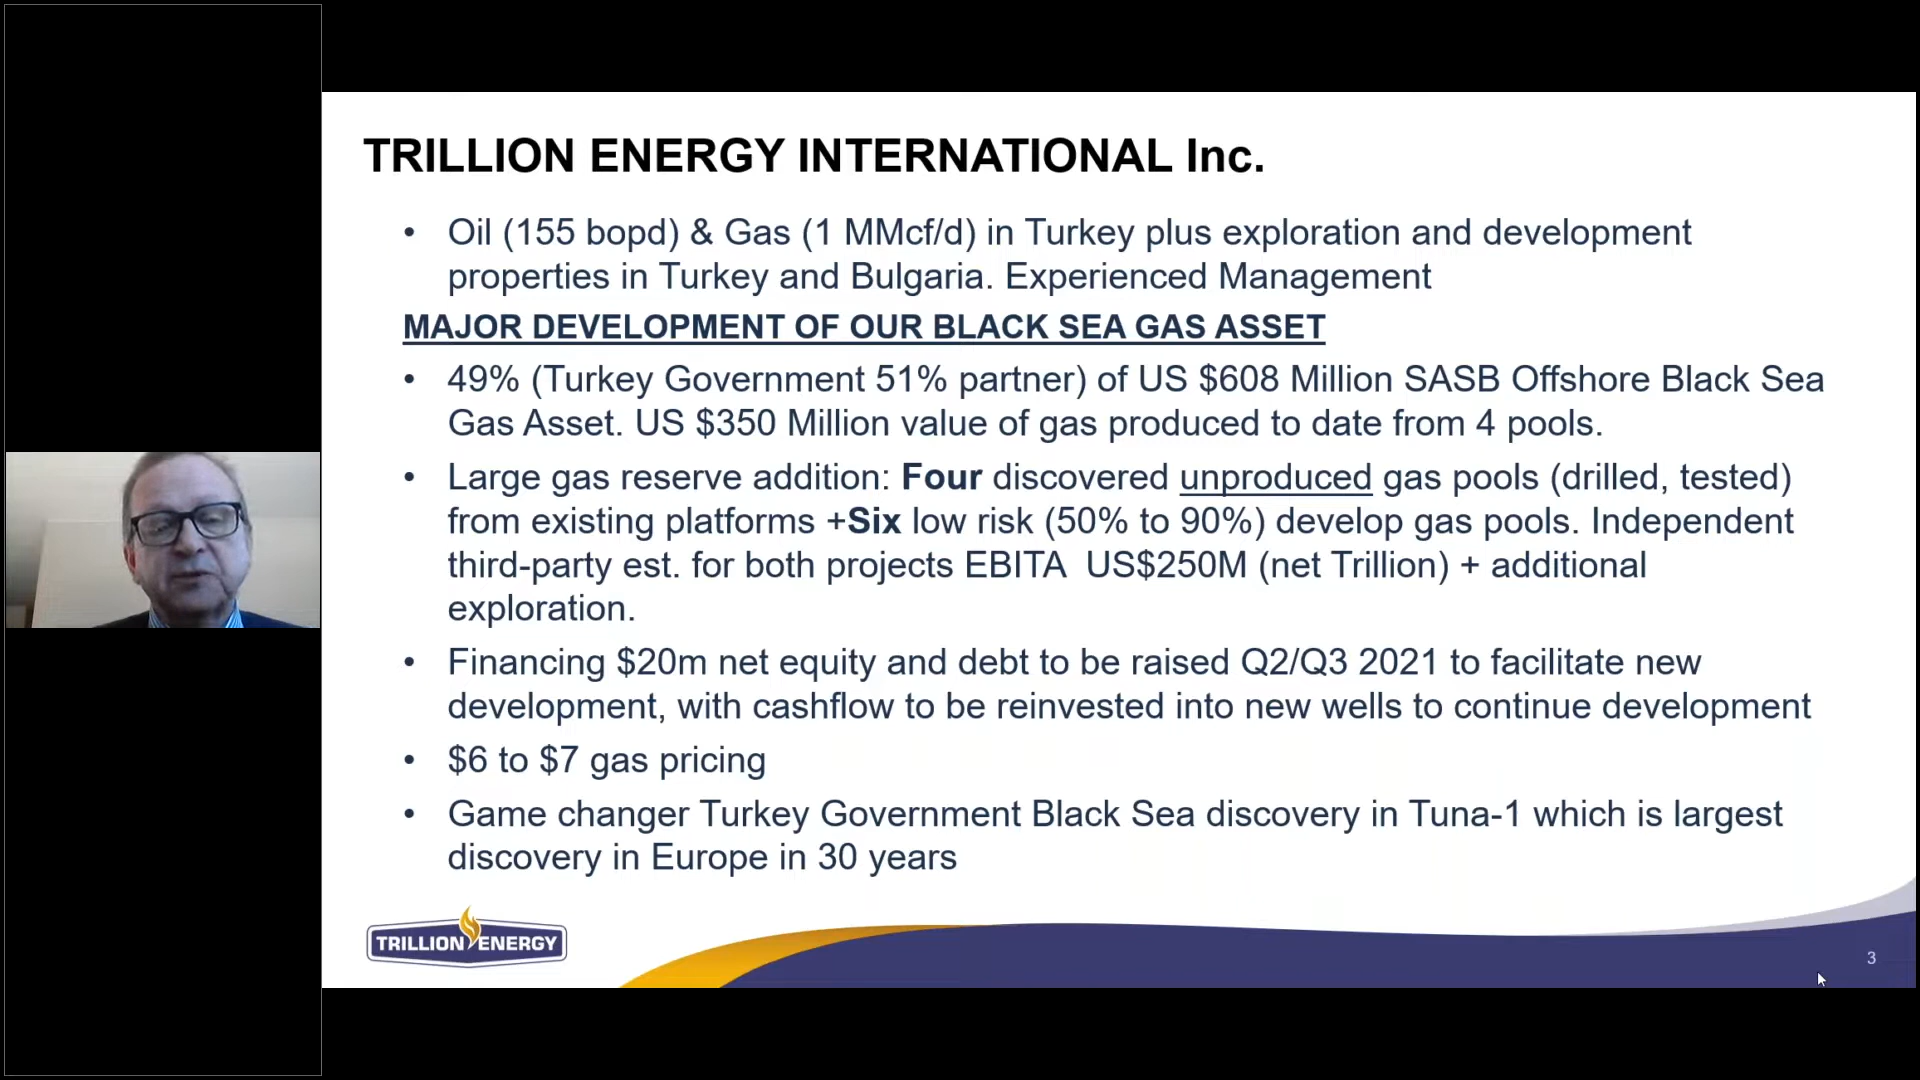 TRILLION ENERGY INTERNATIONAL Inc.
• Oil (155 bopd) & Gas (1 MMcf/d) in Turkey plus exploration and development
properties in Turkey and Bulgaria. Experienced Management
MAJOR DEVELOPMENT OF OUR BLACK SEA GAS ASSET
• 49% (Turkey Government 51% partner) of US $608 Million SASB Offshore Black Sea
Gas Asset. US $350 Million value of gas produced to date from 4 pools.
• Large gas reserve addition: Four discovered unproduced gas pools (drilled, tested)
from existing platforms +Six low risk (50% to 90%) develop gas pools. Independent
third-party est. for both projects EBITA US$250M (net Trillion) + additional
exploration.
• Financing $20m net equity and debt to be raised Q2/Q3 2021 to facilitate new
development, with cashflow to be reinvested into new wells to continue development
• $6 to $7 gas pricing
• Game changer Turkey Government Black Sea discovery in Tuna-1 which is largest
discovery in Europe in 30 years
TRILLION ENERGY
3